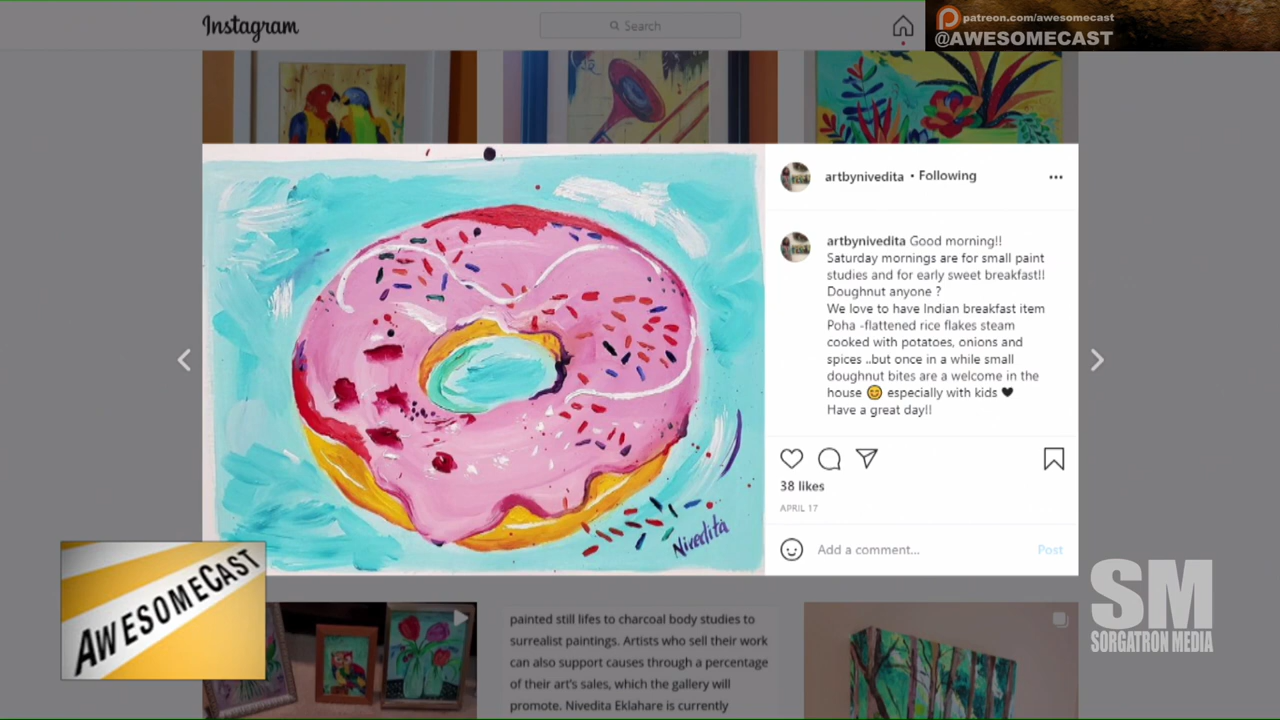 Instagram
Search
patreon.com/awesomecast
@AWESOMECAST
artbynivedita • Following
artbynivedita Good morning!!
Saturday mornings are for small paint
studies and for early sweet breakfast!!
Doughnut anyone ?
We love to have Indian breakfast item
Poha -flattened rice flakes steam
cooked with potatoes, onions and
spices ..but once in a while small
doughnut bites are a welcome in the
house 😊 especially with kids 🖤
Have a great day!!
38 likes
APRIL 17
Add a comment...
Post
Nivedita
AWESOMECAST
SM
SORGATRON MEDIA
painted still lifes to charcoal body studies to
surrealist paintings. Artists who sell their work
can also support causes through a percentage
of their art's sales, which the gallery will
promote. Nivedita Eklahare is currently